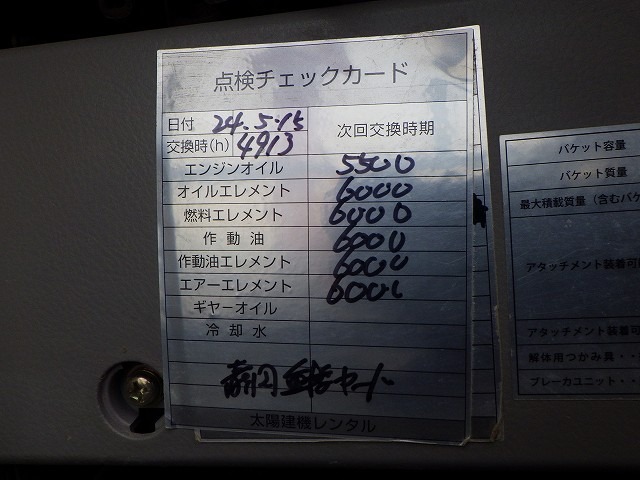 点検チェックカード
日付 24.5.15
交換時(h) 4913
次回交換時期
エンジンオイル 5500
オイルエレメント 6000
燃料エレメント 6000
作動油 6000
作動油エレメント 6000
エアーエレメント 6000
ギヤーオイル
冷却水
太陽建機レンタル
バケット容量
バケット質量
最大積載質量(含むバケ
アタッチメント装着可能
アタッチメント装着可
解体用つかみ具・・
ブレーカユニット・・